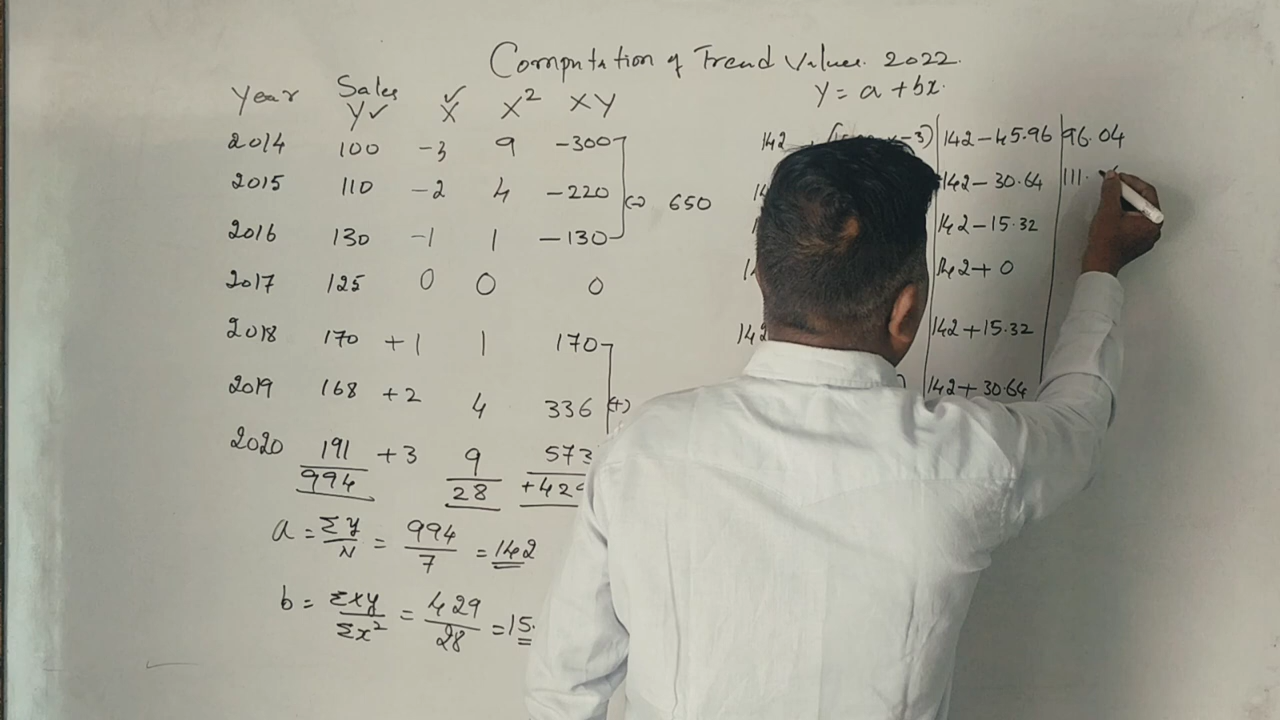 Computation of Trend Values 2022.
Y = a + bx.
Year Sales Y✓ ✓X X² XY
2014 100 -3 9 -300 142 -3) 142 - 45.96 96.04
2015 110 -2 4 -220 (-) 650 142 - 30.64 111.
2016 130 -1 1 -130 142 - 15.32
2017 125 0 0 0 142 + 0
2018 170 +1 1 170 142 142 + 15.32
2019 168 +2 4 336 (+) ) 142 + 30.64
2020 191 +3 9 573
994 28 +429
a = Σy/N = 994/7 = 142
b = Σxy/Σx² = 429/28 = 15.